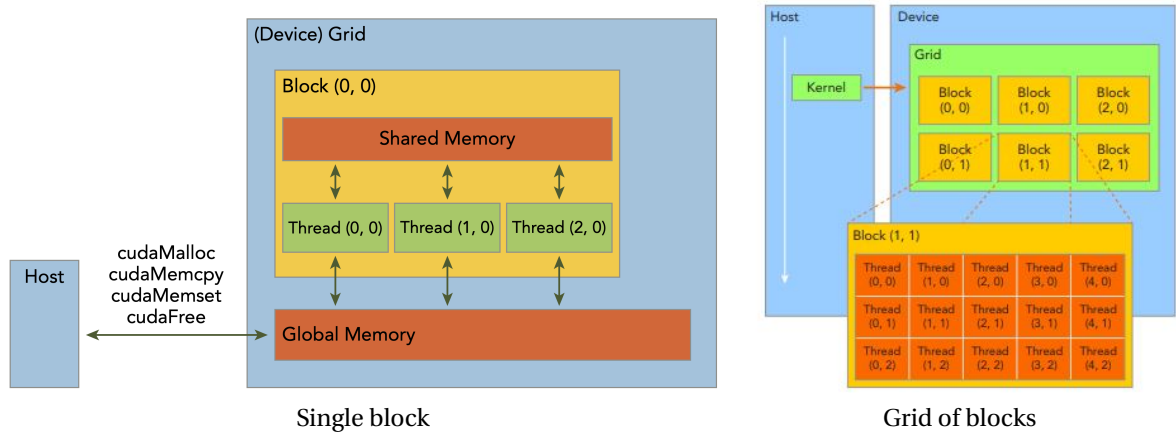 (Device) Grid
Block (0, 0)
Shared Memory
Thread (0, 0)
Thread (1, 0)
Thread (2, 0)
cudaMalloc
cudaMemcpy
cudaMemset
cudaFree
Host
Global Memory
Single block
Host
Device
Grid
Kernel
Block
(0, 0)
Block
(1, 0)
Block
(2, 0)
Block
(0, 1)
Block
(1, 1)
Block
(2, 1)
Block (1, 1)
Thread
(0, 0)
Thread
(1, 0)
Thread
(2, 0)
Thread
(3, 0)
Thread
(4, 0)
Thread
(0, 1)
Thread
(1, 1)
Thread
(2, 1)
Thread
(3, 1)
Thread
(4, 1)
Thread
(0, 2)
Thread
(1, 2)
Thread
(2, 2)
Thread
(3, 2)
Thread
(4, 2)
Grid of blocks